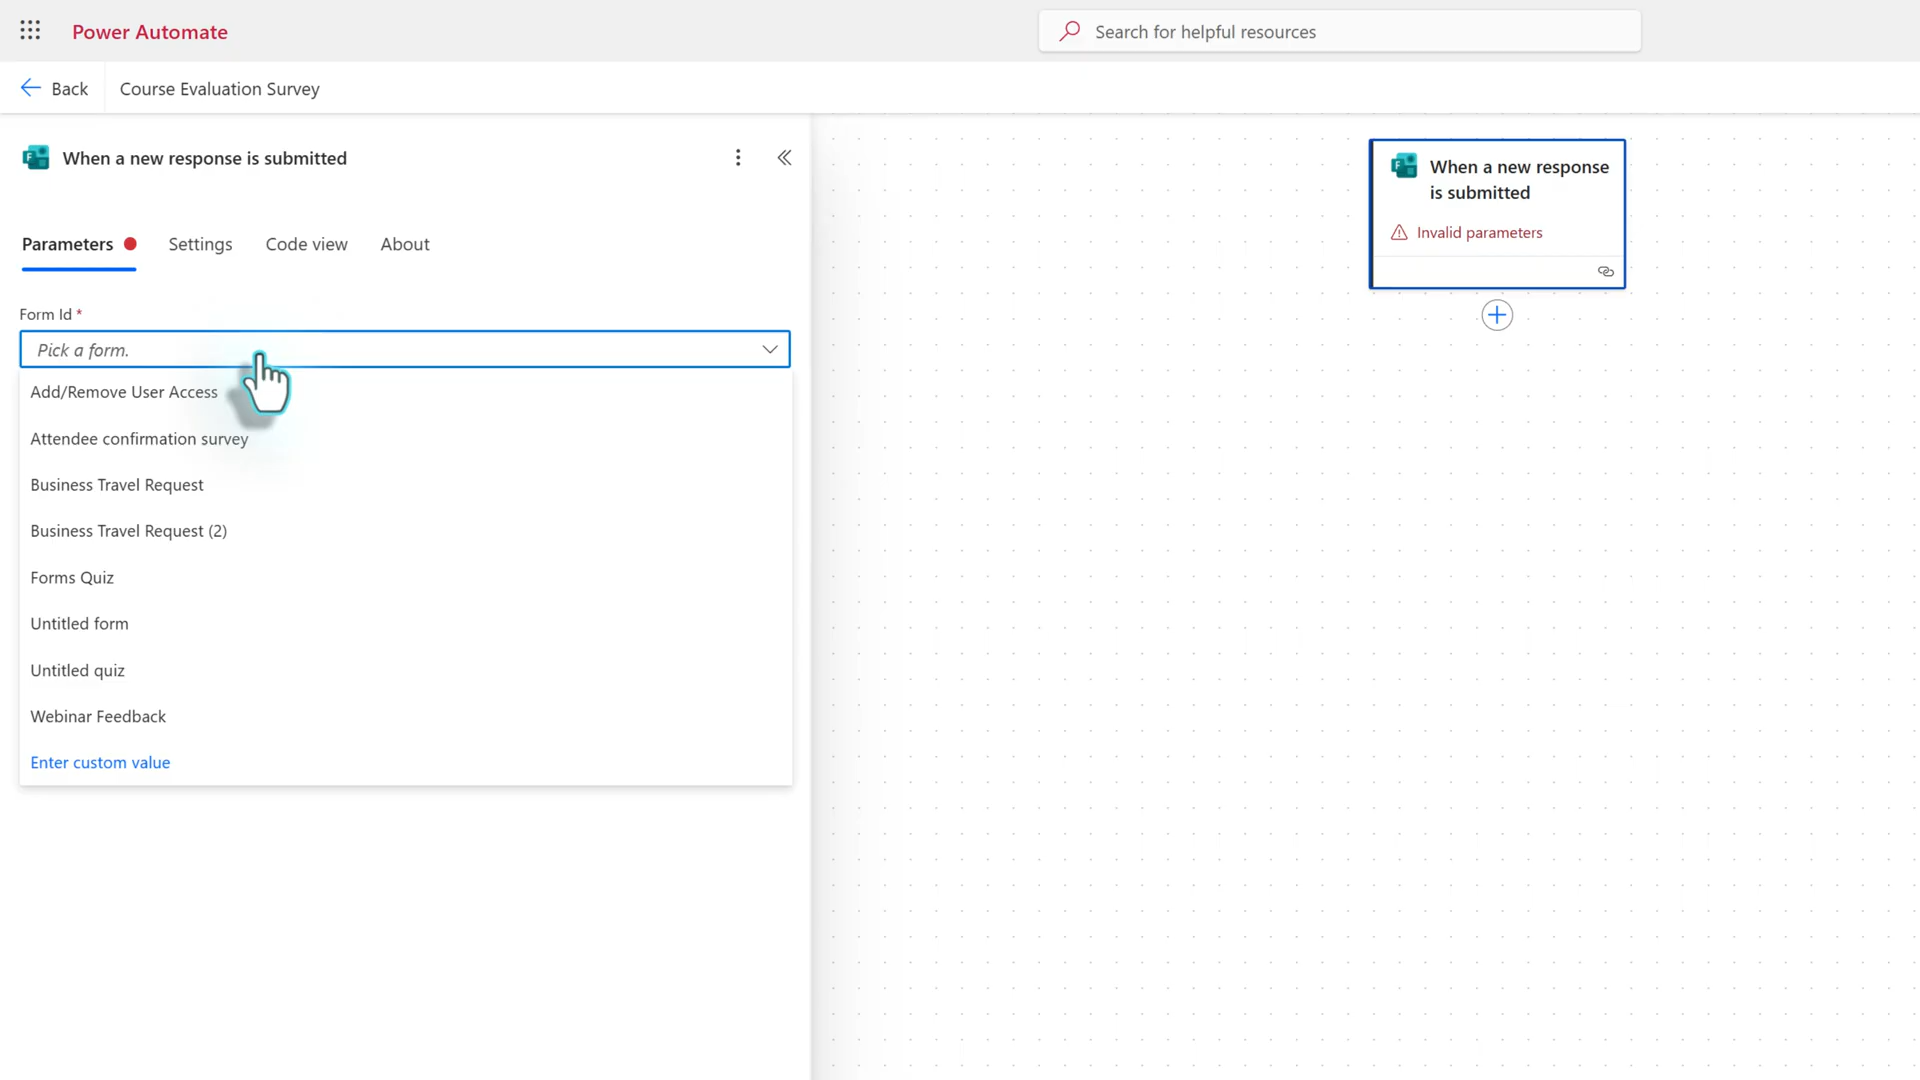 Power Automate
Search for helpful resources
Back
Course Evaluation Survey
When a new response is submitted
Parameters
Settings
Code view
About
Form Id *
Pick a form.
Add/Remove User Access
Attendee confirmation survey
Business Travel Request
Business Travel Request (2)
Forms Quiz
Untitled form
Untitled quiz
Webinar Feedback
Enter custom value
When a new response
is submitted
Invalid parameters